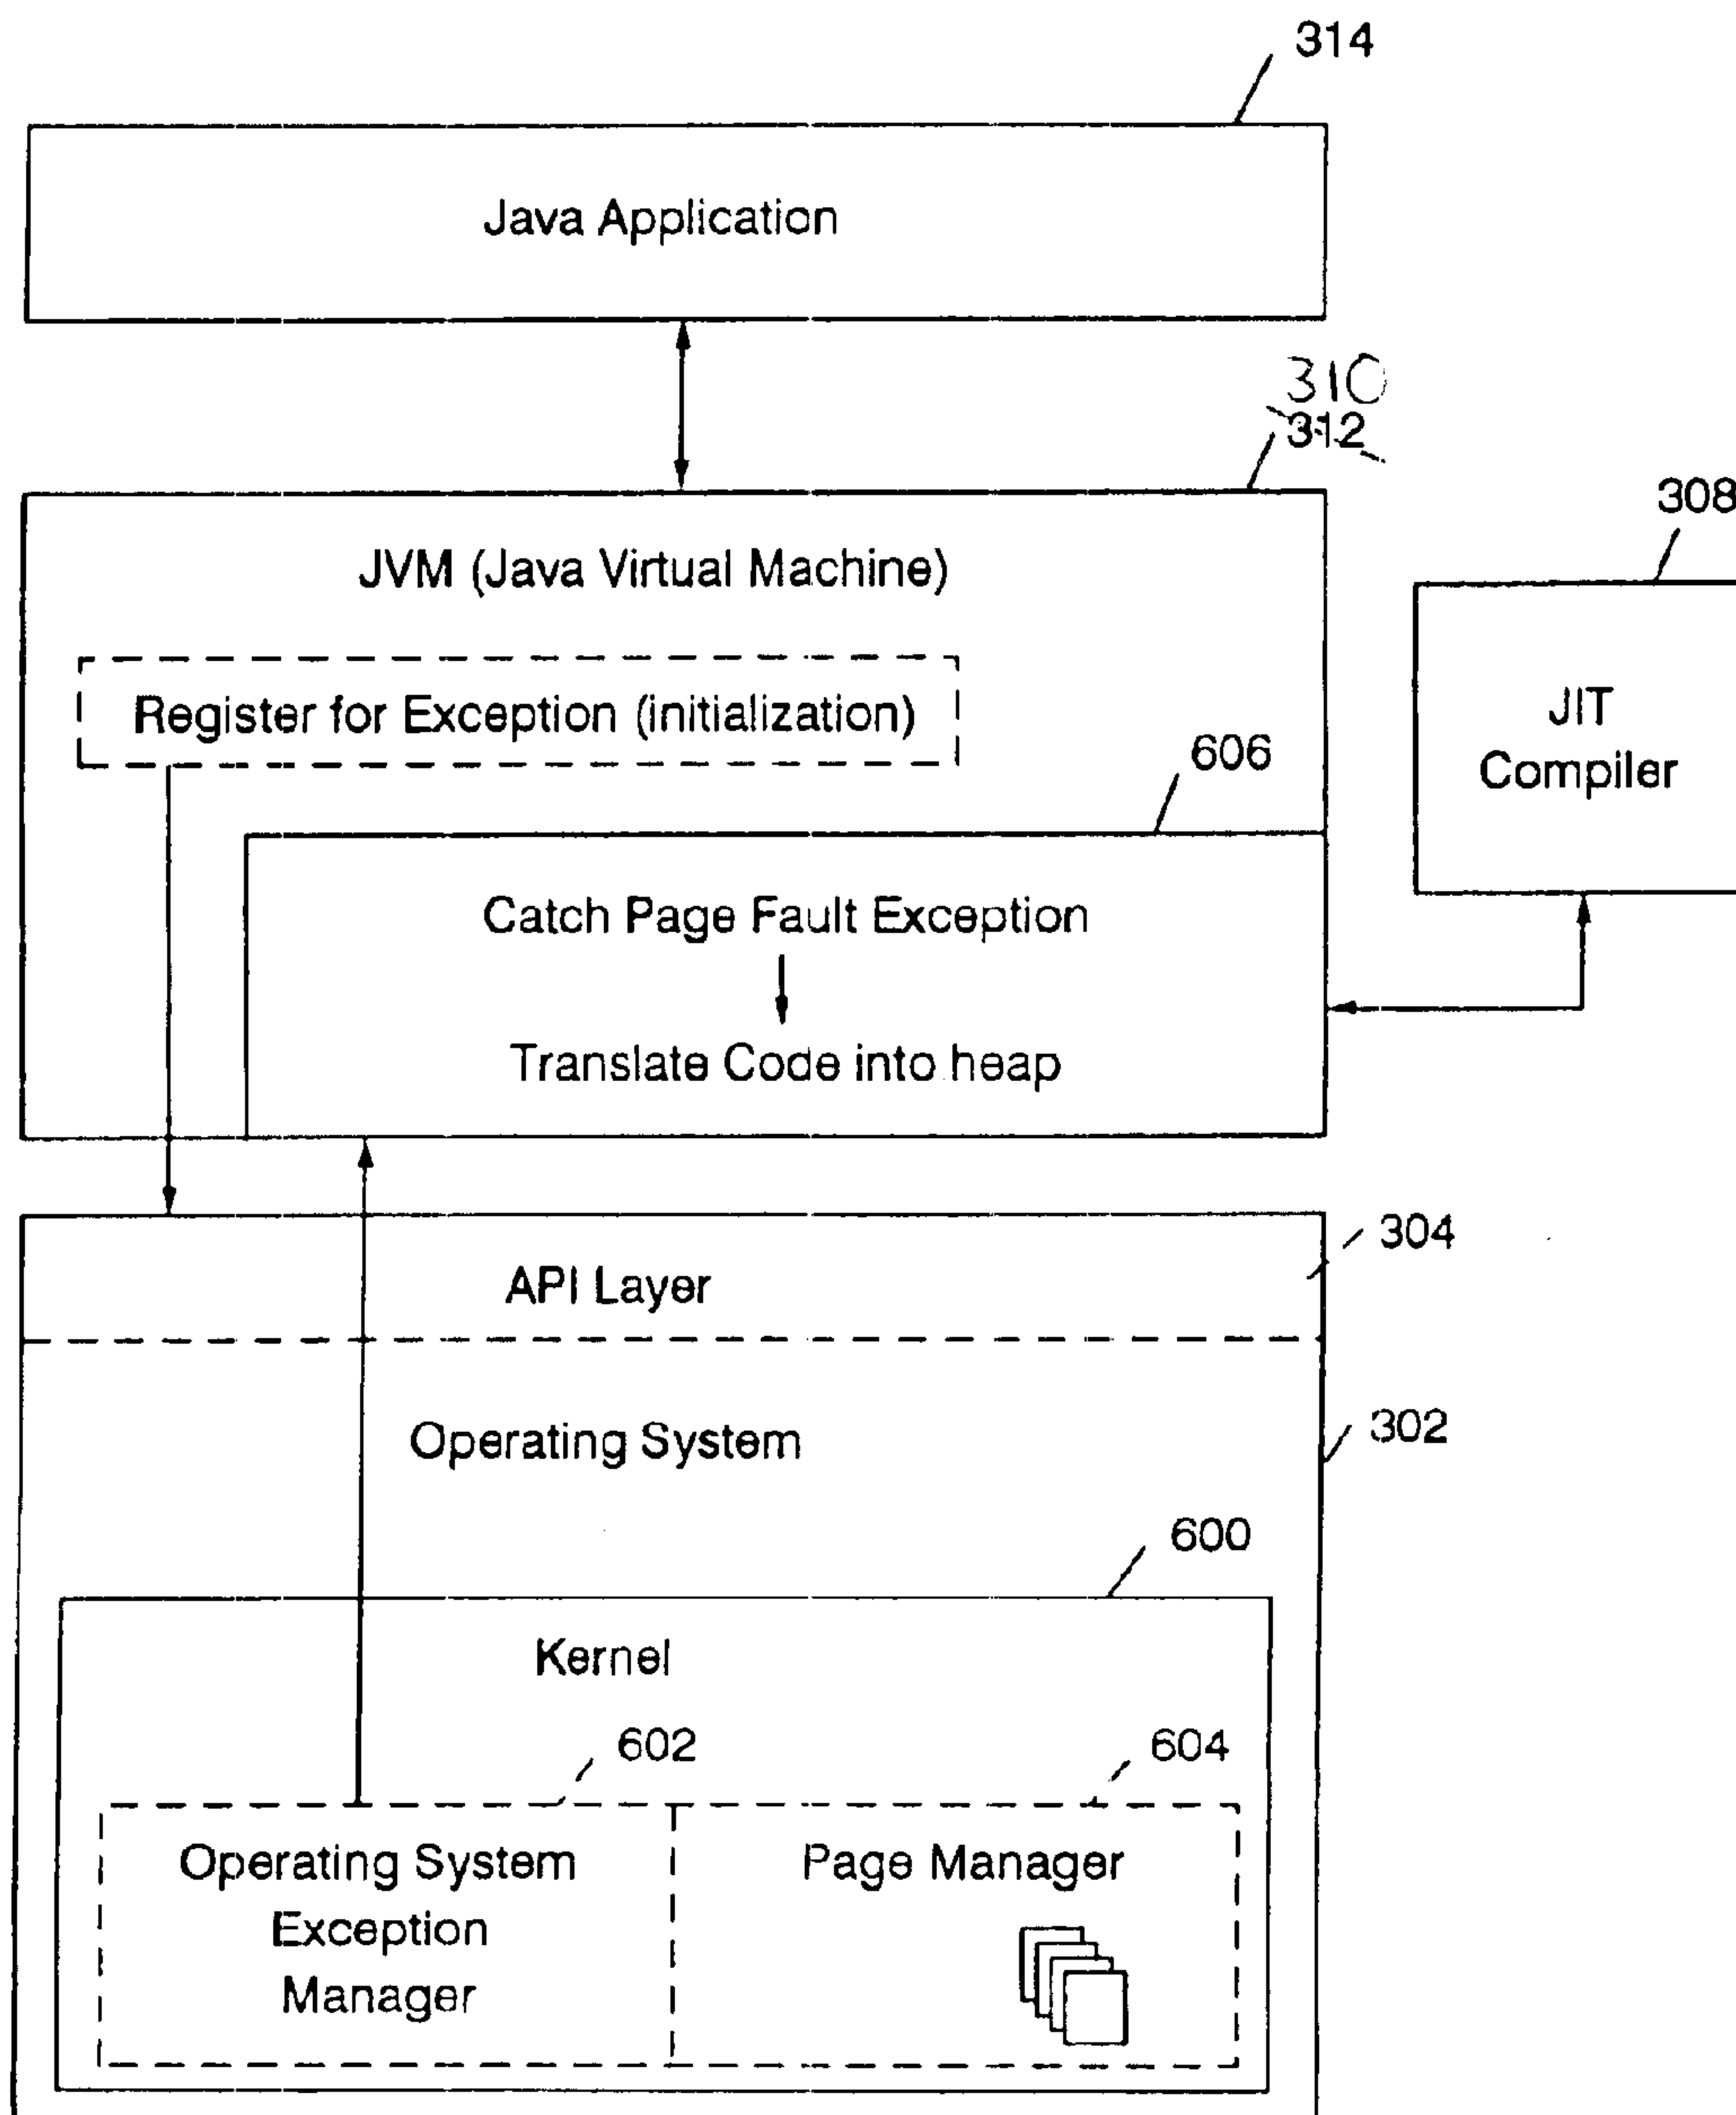 314
Java Application
310
312
JVM (Java Virtual Machine)
308
Register for Exception (initialization)
JIT
Compiler
606
Catch Page Fault Exception
Translate Code into heap
304
API Layer
302
Operating System
600
Kernel
602
604
Operating System
Exception
Manager
Page Manager